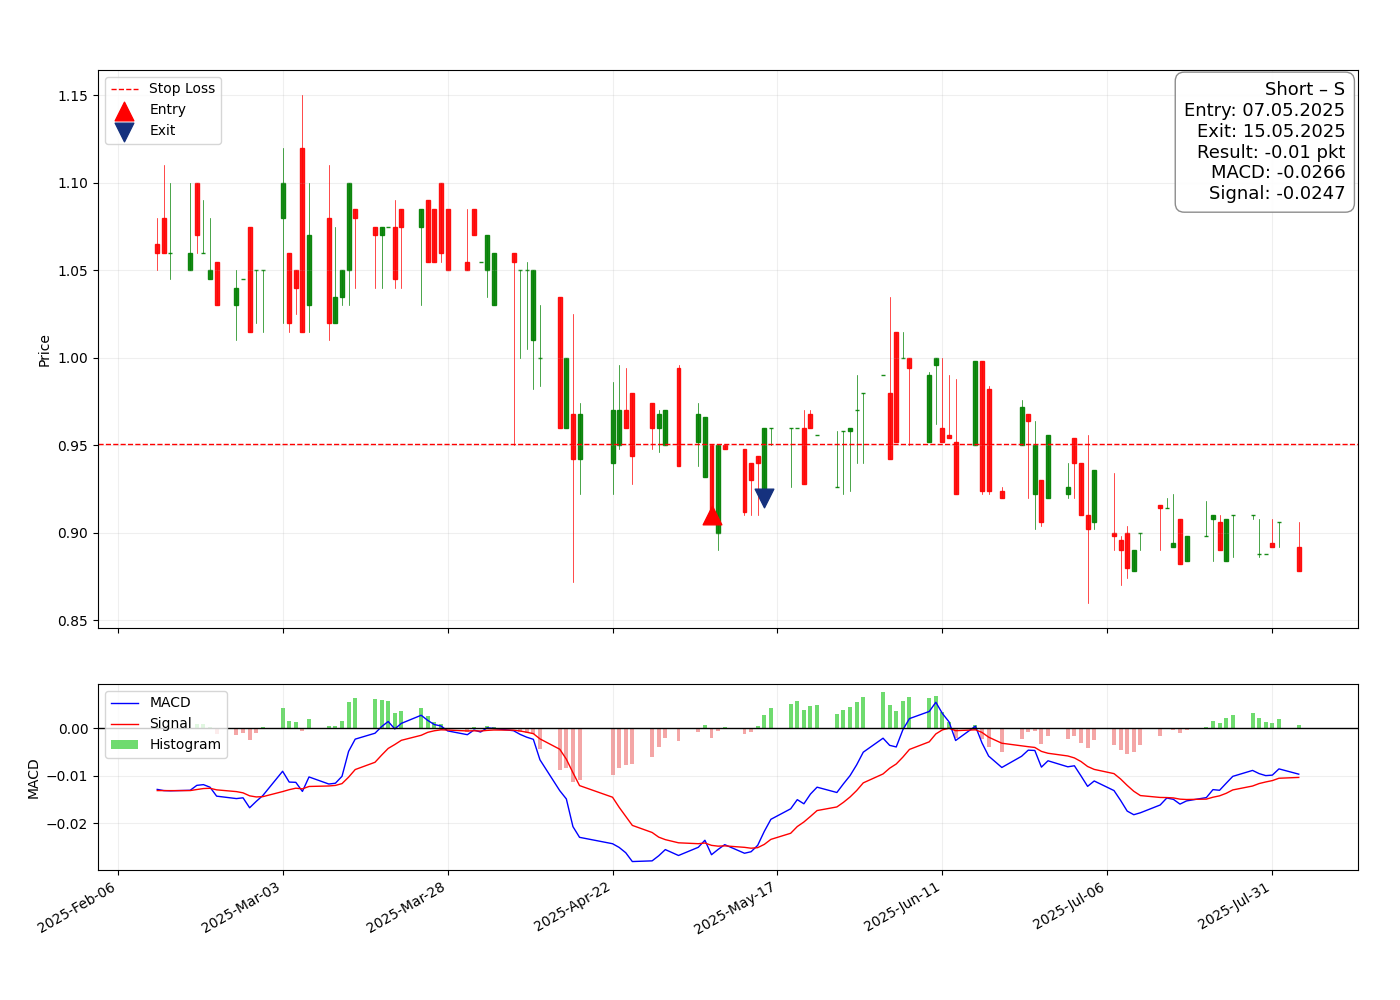 Stop Loss
Entry
Exit
Short – S
Entry: 07.05.2025
Exit: 15.05.2025
Result: -0.01 pkt
MACD: -0.0266
Signal: -0.0247
1.15
1.10
1.05
1.00
0.95
0.90
0.85
Price
MACD
Signal
Histogram
0.00
−0.01
−0.02
MACD
2025-Feb-06
2025-Mar-03
2025-Mar-28
2025-Apr-22
2025-May-17
2025-Jun-11
2025-Jul-06
2025-Jul-31